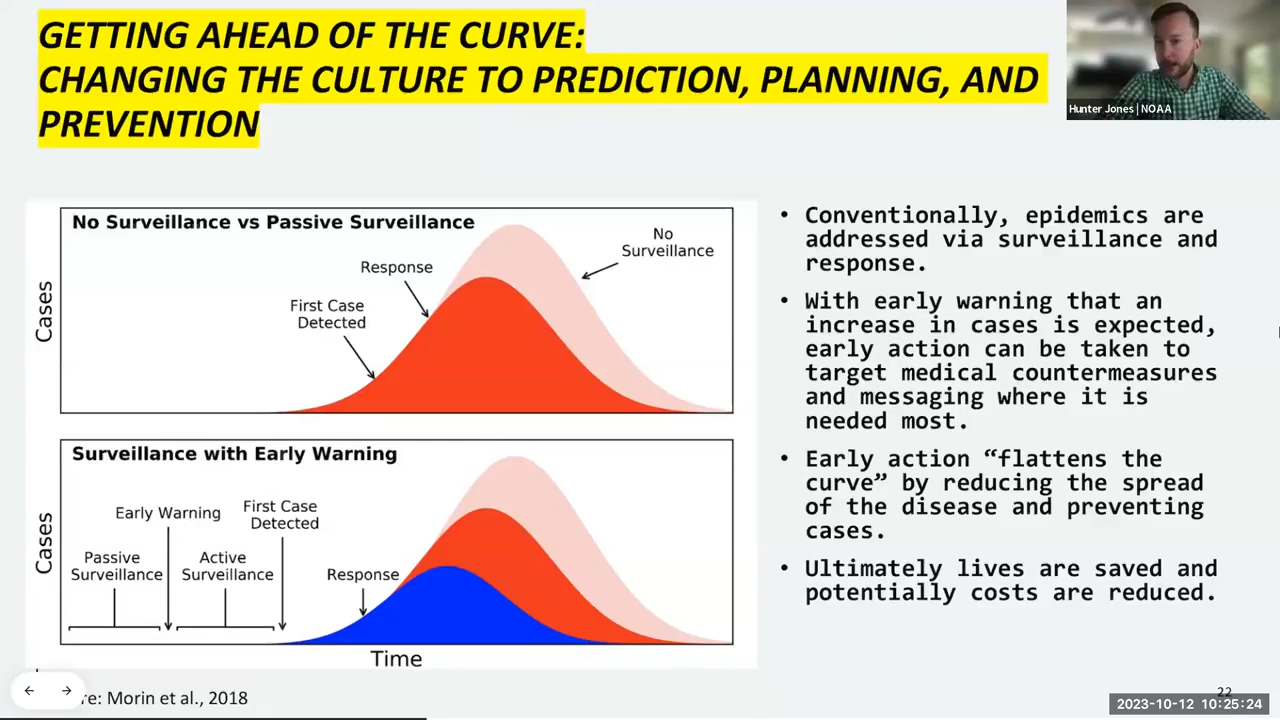 GETTING AHEAD OF THE CURVE:
CHANGING THE CULTURE TO PREDICTION, PLANNING, AND
PREVENTION
Hunter Jones | NOAA
No Surveillance vs Passive Surveillance
No
Surveillance
Response
First Case
Detected
Cases
Surveillance with Early Warning
Early Warning
First Case
Detected
Passive
Surveillance
Active
Surveillance
Response
Cases
Time
• Conventionally, epidemics are
addressed via surveillance and
response.
• With early warning that an
increase in cases is expected,
early action can be taken to
target medical countermeasures
and messaging where it is
needed most.
• Early action “flattens the
curve” by reducing the spread
of the disease and preventing
cases.
• Ultimately lives are saved and
potentially costs are reduced.
Morin et al., 2018
22
2023-10-12 10:25:24